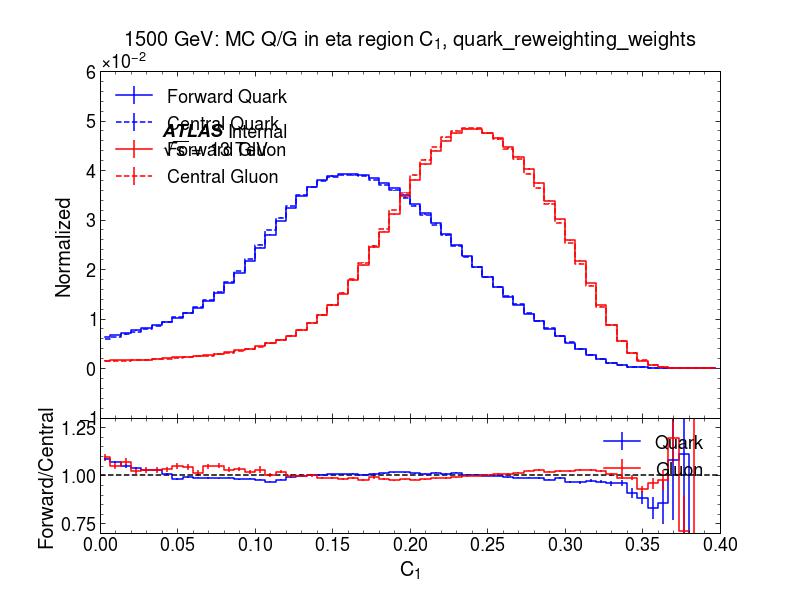 1500 GeV: MC Q/G in eta region C₁, quark_reweighting_weights
×10⁻²
Forward Quark
Central Quark
ATLAS Internal
√s = 13 TeV
Forward Gluon
Central Gluon
6
5
4
3
2
1
0
−1
Normalized
Quark
Gluon
1.25
1.00
0.75
Forward/Central
0.00 0.05 0.10 0.15 0.20 0.25 0.30 0.35 0.40
C₁